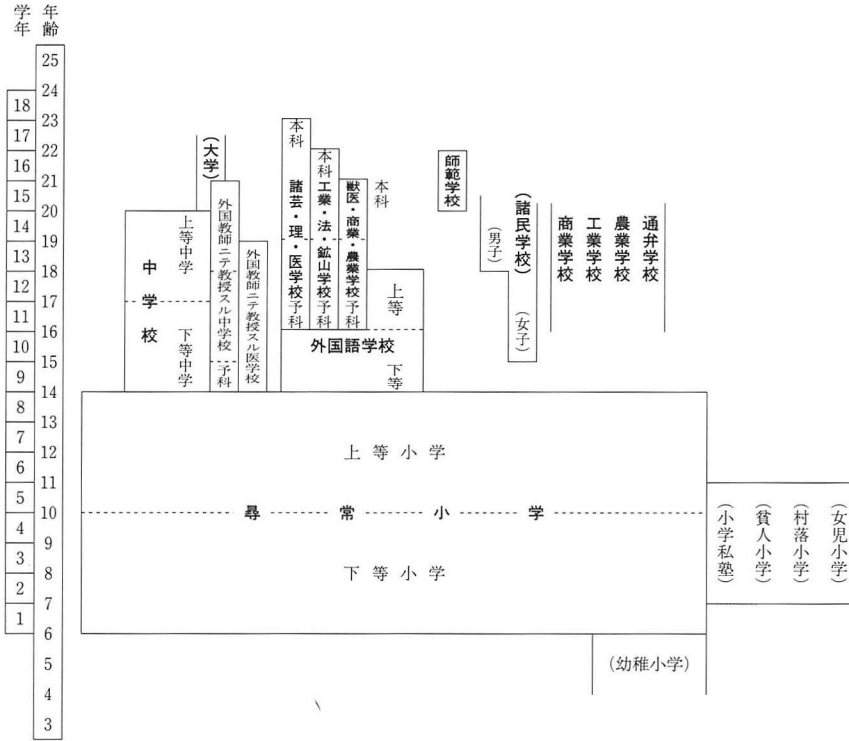 学年
年齢
25
24
23
22
21
20
19
18
17
16
15
14
13
12
11
10
9
8
7
6
5
4
3
18
17
16
15
14
13
12
11
10
9
8
7
6
5
4
3
2
1
中学校
上等中学
下等中学
(大学)
外国教師ニテ教授スル中学校
予科
外国教師ニテ教授スル医学校
本科
諸芸・理・医学校
予科
本科
工業・法・鉱山学校
予科
本科
獣医・商業・農業学校
予科
上等
外国語学校
下等
師範学校
(諸民学校)
(男子)
(女子)
商業学校
工業学校
農業学校
通弁学校
上等小学
尋常小学
下等小学
(小学私塾)
(貧人小学)
(村落小学)
(女児小学)
(幼稚小学)